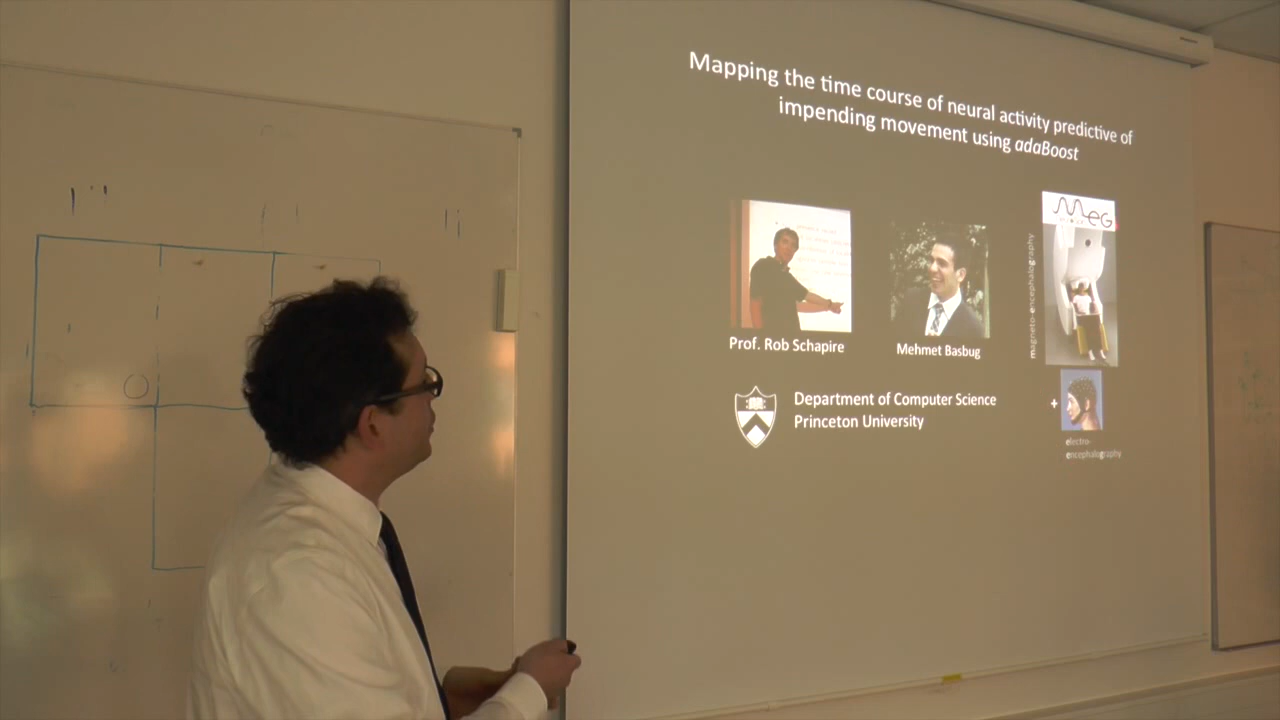 Mapping the time course of neural activity predictive of
impending movement using adaBoost
MEG
magneto-encephalography
Prof. Rob Schapire
Mehmet Basbug
Department of Computer Science
Princeton University
+
electro-
encephalography